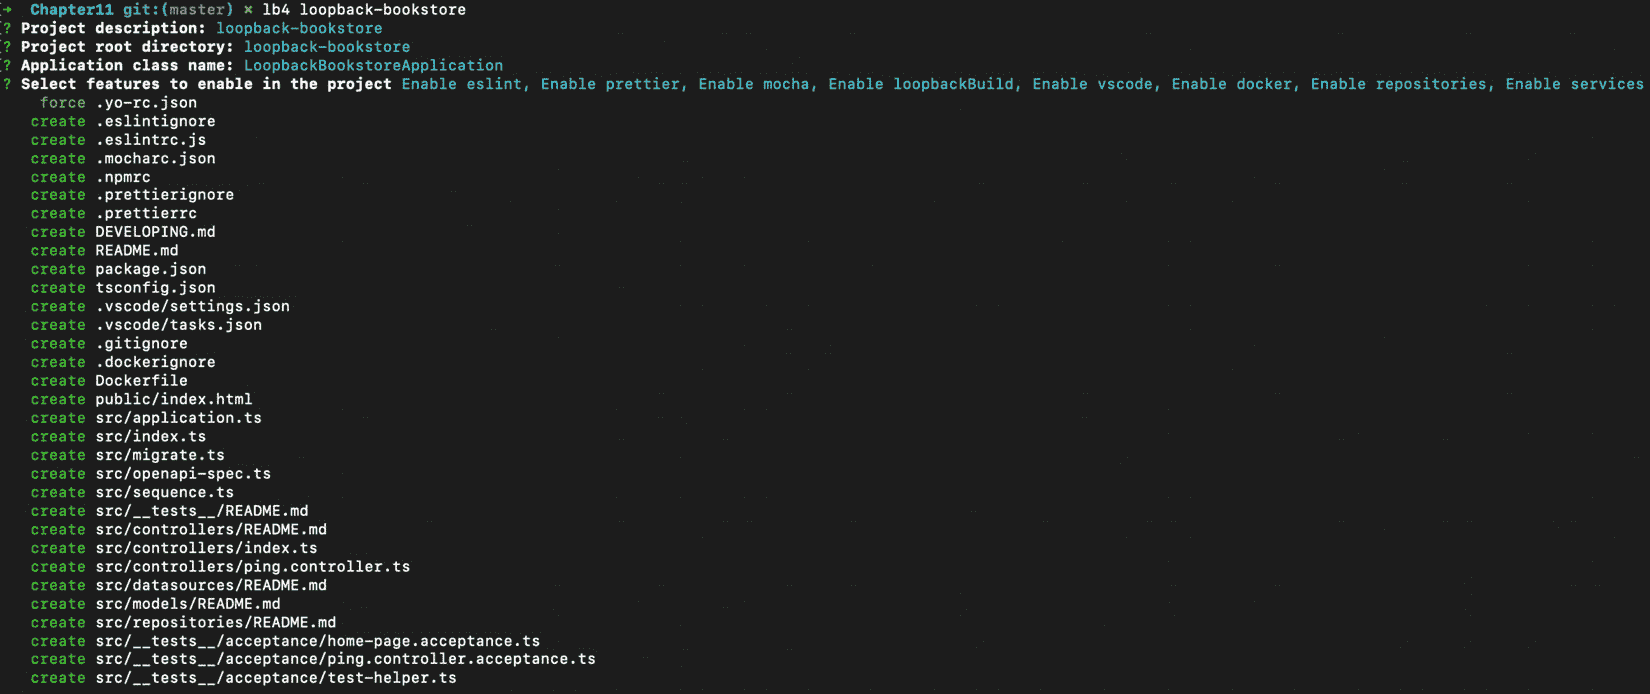 → Chapter11 git:(master) × lb4 loopback-bookstore
? Project description: loopback-bookstore
? Project root directory: loopback-bookstore
? Application class name: LoopbackBookstoreApplication
? Select features to enable in the project Enable eslint, Enable prettier, Enable mocha, Enable loopbackBuild, Enable vscode, Enable docker, Enable repositories, Enable services
force .yo-rc.json
create .eslintignore
create .eslintrc.js
create .mocharc.json
create .npmrc
create .prettierignore
create .prettierrc
create DEVELOPING.md
create README.md
create package.json
create tsconfig.json
create .vscode/settings.json
create .vscode/tasks.json
create .gitignore
create .dockerignore
create Dockerfile
create public/index.html
create src/application.ts
create src/index.ts
create src/migrate.ts
create src/openapi-spec.ts
create src/sequence.ts
create src/__tests__/README.md
create src/controllers/README.md
create src/controllers/index.ts
create src/controllers/ping.controller.ts
create src/datasources/README.md
create src/models/README.md
create src/repositories/README.md
create src/__tests__/acceptance/home-page.acceptance.ts
create src/__tests__/acceptance/ping.controller.acceptance.ts
create src/__tests__/acceptance/test-helper.ts